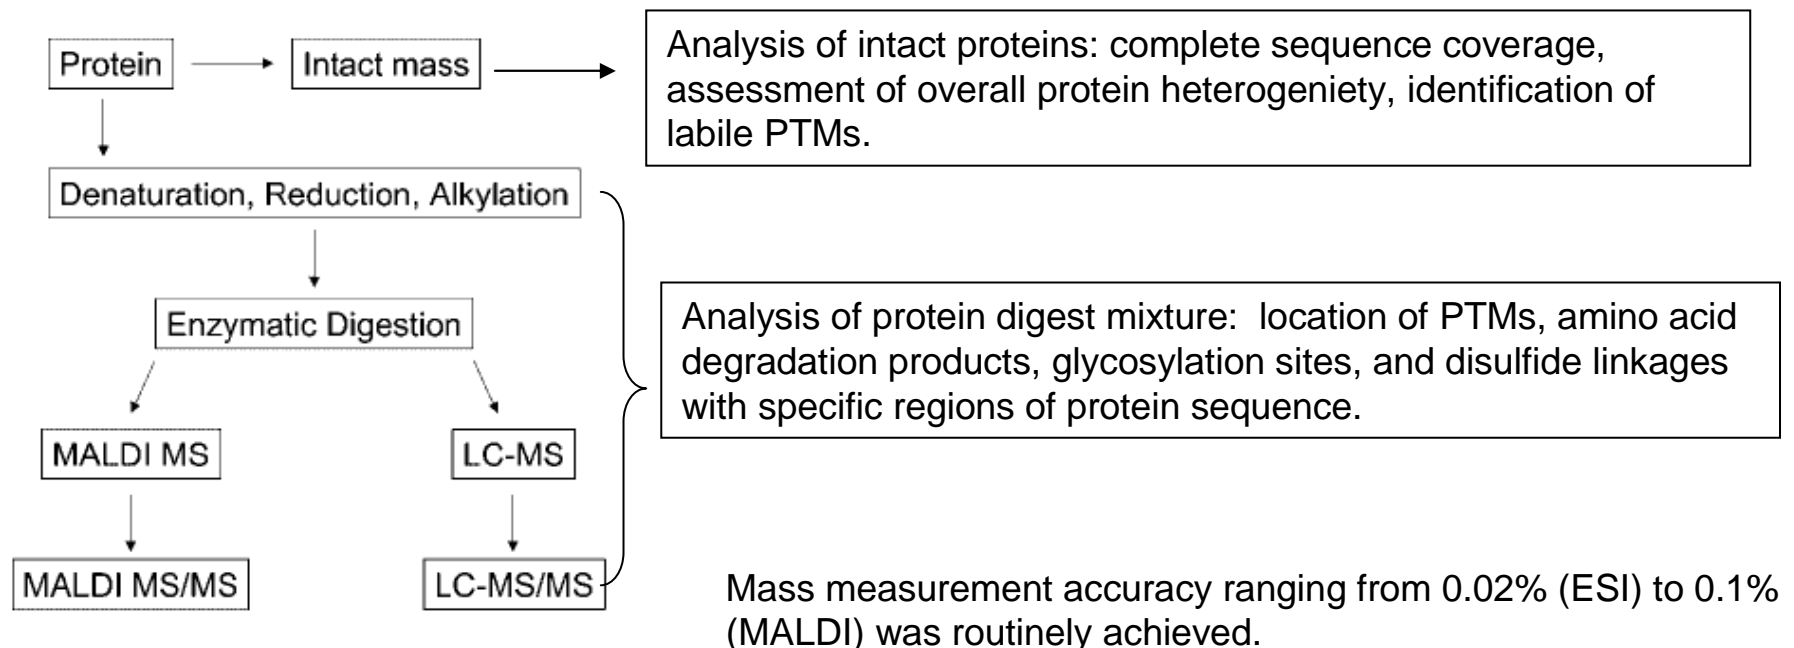 Protein
Intact mass
Analysis of intact proteins: complete sequence coverage,
assessment of overall protein heterogeniety, identification of
labile PTMs.
Denaturation, Reduction, Alkylation
Enzymatic Digestion
Analysis of protein digest mixture:  location of PTMs, amino acid
degradation products, glycosylation sites, and disulfide linkages
with specific regions of protein sequence.
MALDI MS
LC-MS
MALDI MS/MS
LC-MS/MS
Mass measurement accuracy ranging from 0.02% (ESI) to 0.1%
(MALDI) was routinely achieved.